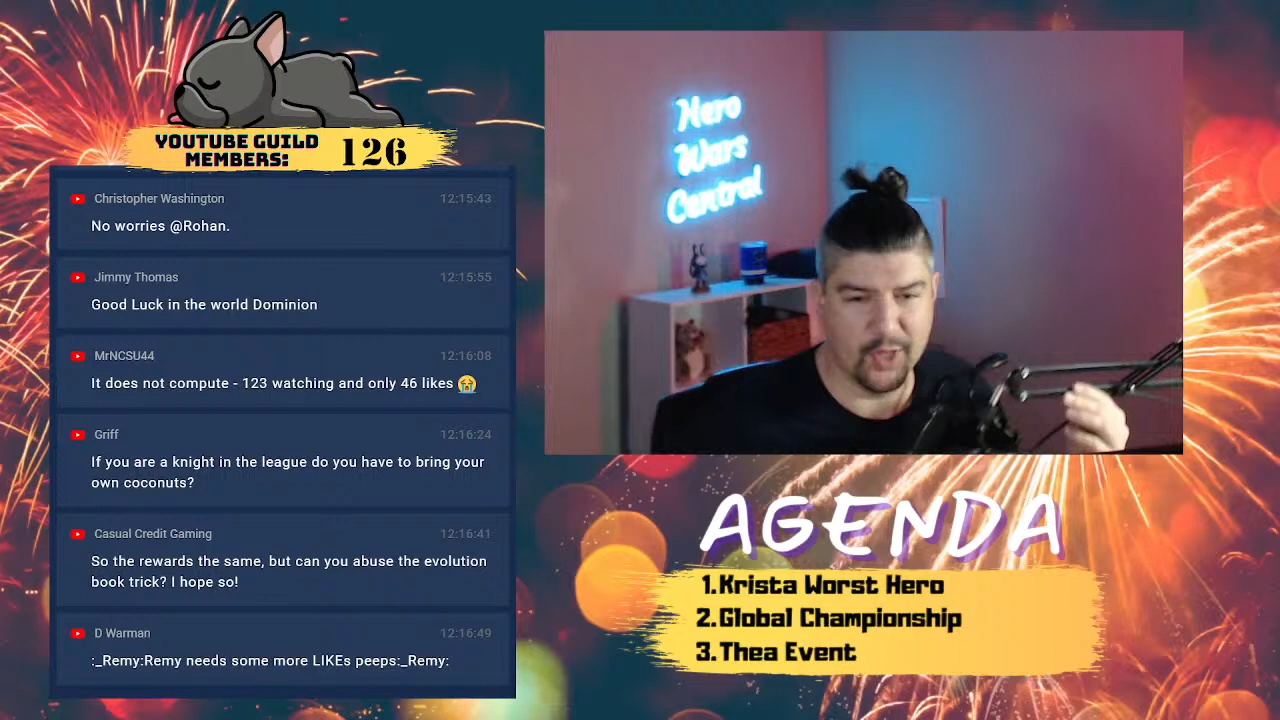 YOUTUBE GUILD
MEMBERS:
126
Christopher Washington
12:15:43
No worries @Rohan.
Jimmy Thomas
12:15:55
Good Luck in the world Dominion
MrNCSU44
12:16:08
It does not compute - 123 watching and only 46 likes 😭
Griff
12:16:24
If you are a knight in the league do you have to bring your
own coconuts?
Casual Credit Gaming
12:16:41
So the rewards the same, but can you abuse the evolution
book trick? I hope so!
D Warman
12:16:49
:_Remy:Remy needs some more LIKEs peeps:_Remy:
Hero
Wars
Central
AGENDA
1.Krista Worst Hero
2.Global Championship
3.Thea Event